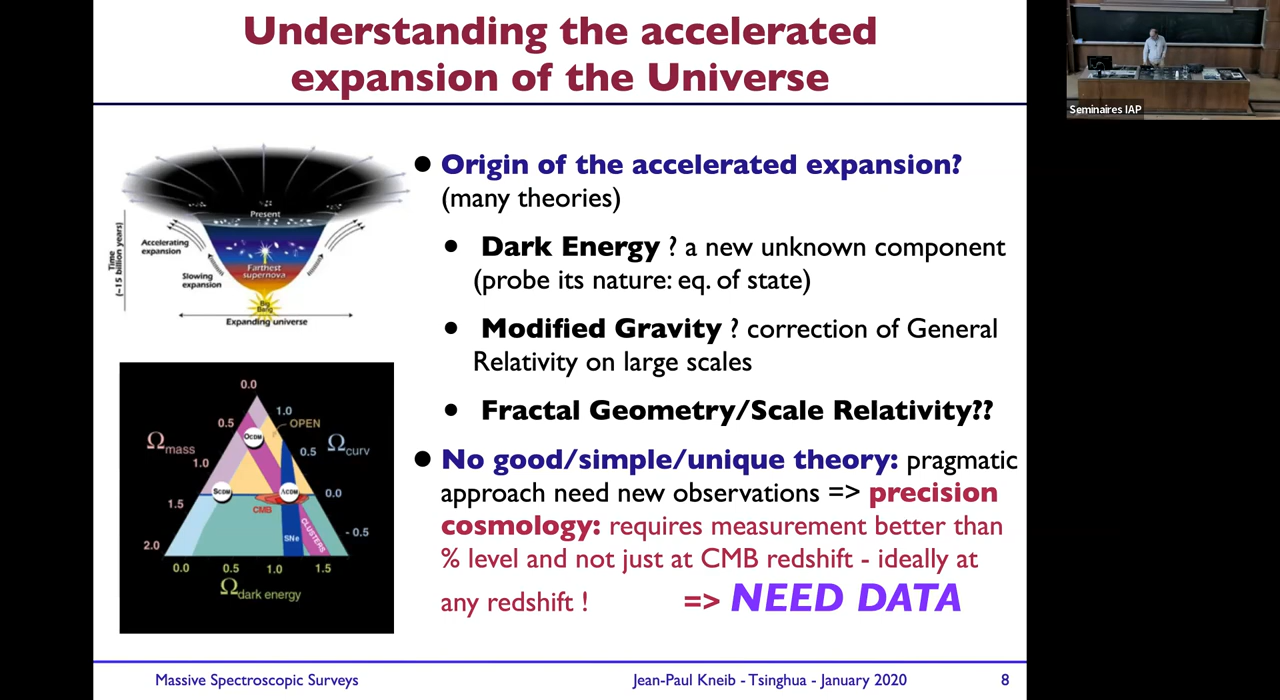 Understanding the accelerated
expansion of the Universe
Seminaires IAP
Present
Accelerating
expansion
Slowing
expansion
Farthest
supernova
Big
Bang
Expanding universe
Time
(~15 billion years)
● Origin of the accelerated expansion?
(many theories)
● Dark Energy ? a new unknown component
(probe its nature: eq. of state)
● Modified Gravity ? correction of General
Relativity on large scales
● Fractal Geometry/Scale Relativity??
● No good/simple/unique theory: pragmatic
approach need new observations => precision
cosmology: requires measurement better than
% level and not just at CMB redshift - ideally at
any redshift ! => NEED DATA
0.0
0.5 1.0
OPEN
OCDM
Ωmass 0.5 Ωcurv
1.0
SCDM ΛCDM 0.0
CMB
1.5 - 0.5
CLUSTERS
SNe
2.0
0.0 0.5 1.0 1.5
Ωdark energy
Massive Spectroscopic Surveys Jean-Paul Kneib - Tsinghua - January 2020 8